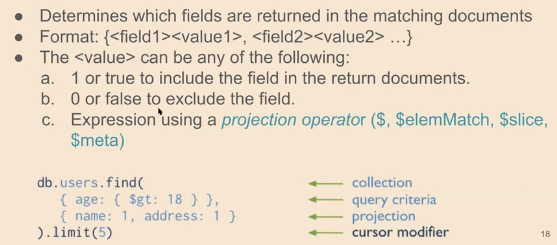 ● Determines which fields are returned in the matching documents
● Format: {<field1><value1>, <field2><value2> ...}
● The <value> can be any of the following:
a. 1 or true to include the field in the return documents.
b. 0 or false to exclude the field.
c. Expression using a projection operator ($, $elemMatch, $slice,
$meta)
db.users.find( collection
{ age: { $gt: 18 } }, query criteria
{ name: 1, address: 1 } projection
).limit(5) cursor modifier
18